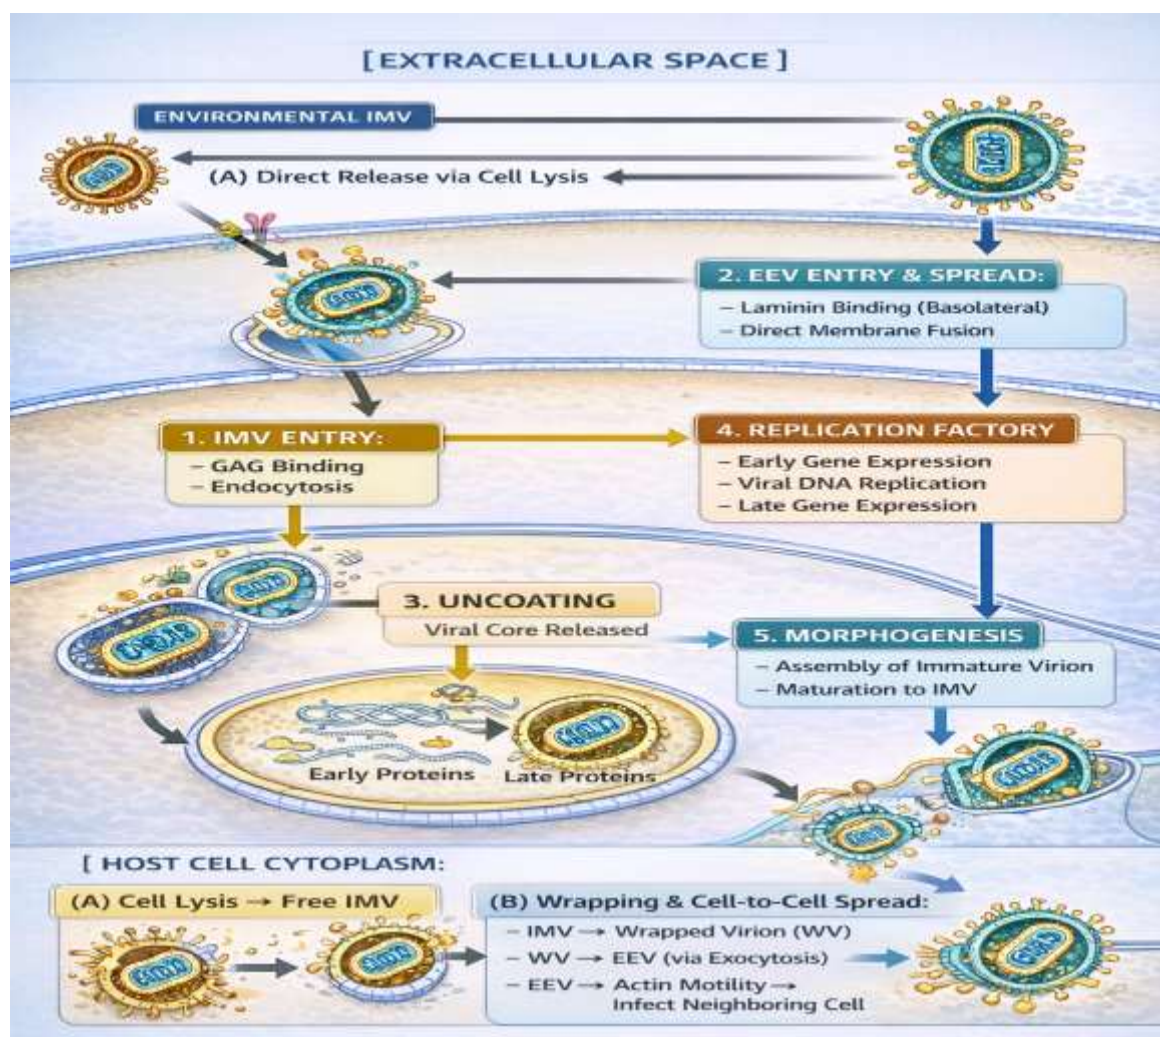 [ EXTRACELLULAR SPACE ]
ENVIRONMENTAL IMV
(A) Direct Release via Cell Lysis
2. EEV ENTRY & SPREAD:
– Laminin Binding (Basolateral)
– Direct Membrane Fusion
1. IMV ENTRY:
– GAG Binding
– Endocytosis
4. REPLICATION FACTORY
– Early Gene Expression
– Viral DNA Replication
– Late Gene Expression
3. UNCOATING
Viral Core Released
5. MORPHOGENESIS
– Assembly of Immature Virion
– Maturation to IMV
Early Proteins
Late Proteins
[ HOST CELL CYTOPLASM:
(A) Cell Lysis → Free IMV
(B) Wrapping & Cell-to-Cell Spread:
– IMV → Wrapped Virion (WV)
– WV → EEV (via Exocytosis)
– EEV → Actin Motility →
Infect Neighboring Cell